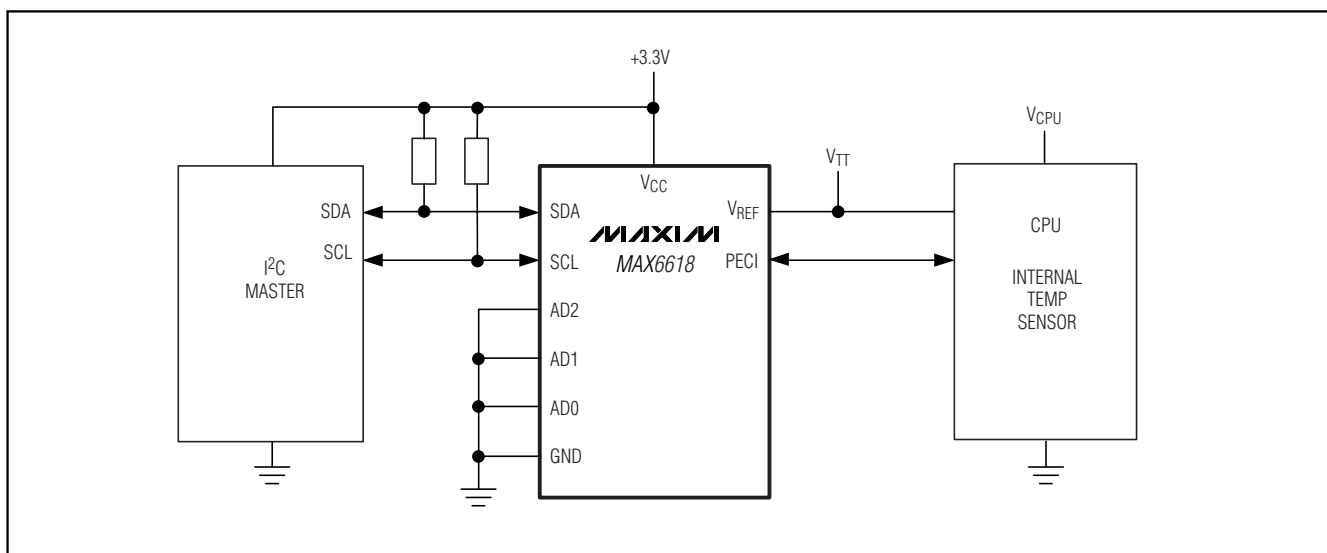 +3.3V
VCPU
VTT
VCC
SDA
SDA
VREF
CPU
MAXIM
SCL
SCL
MAX6618
PECI
I2C
MASTER
INTERNAL
TEMP
SENSOR
AD2
AD1
AD0
GND